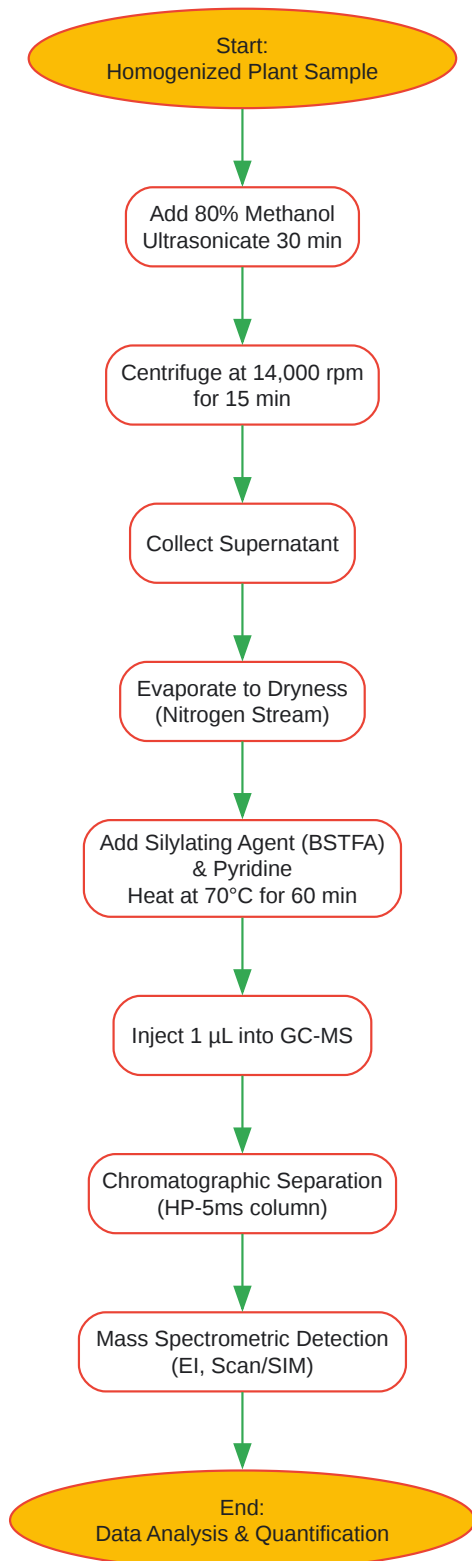 Start:
Homogenized Plant Sample
Add 80% Methanol
Ultrasonicate 30 min
Centrifuge at 14,000 rpm
for 15 min
Collect Supernatant
Evaporate to Dryness
(Nitrogen Stream)
Add Silylating Agent (BSTFA)
& Pyridine
Heat at 70°C for 60 min
Inject 1 µL into GC-MS
Chromatographic Separation
(HP-5ms column)
Mass Spectrometric Detection
(EI, Scan/SIM)
End:
Data Analysis & Quantification